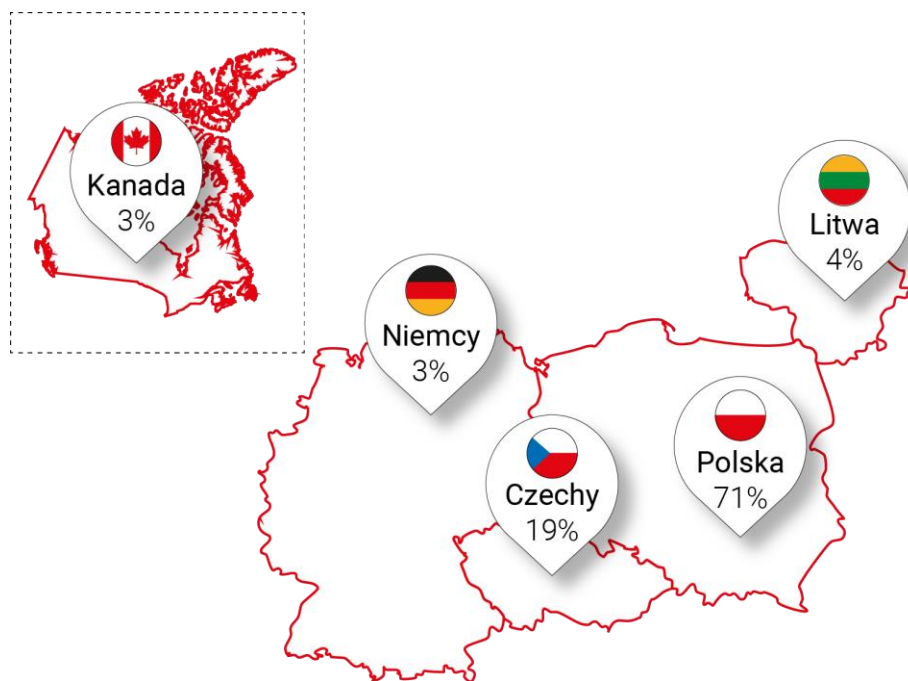 Kanada
3%
Litwa
4%
Niemcy
3%
Polska
71%
Czechy
19%